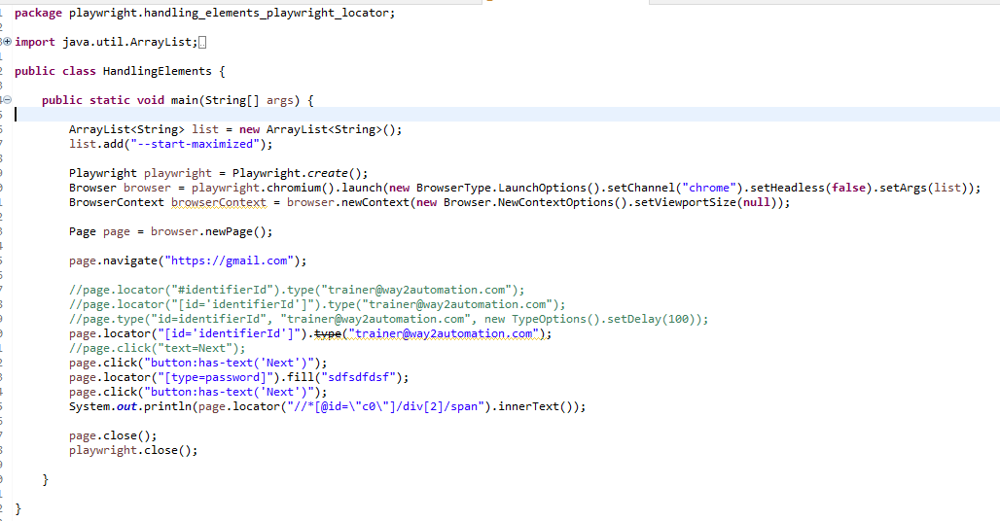 package playwright.handling_elements_playwright_locator;
import java.util.ArrayList;
public class HandlingElements {
public static void main(String[] args) {
ArrayList<String> list = new ArrayList<String>();
list.add("--start-maximized");
Playwright playwright = Playwright.create();
Browser browser = playwright.chromium().launch(new BrowserType.LaunchOptions().setChannel("chrome").setHeadless(false).setArgs(list));
BrowserContext browserContext = browser.newContext(new Browser.NewContextOptions().setViewportSize(null));
Page page = browser.newPage();
page.navigate("https://gmail.com");
//page.locator("#identifierId").type("trainer@way2automation.com");
//page.locator("[id='identifierId']").type("trainer@way2automation.com");
//page.type("id=identifierId", "trainer@way2automation.com", new TypeOptions().setDelay(100));
page.locator("[id='identifierId']").type("trainer@way2automation.com");
//page.click("text=Next");
page.click("button:has-text('Next')");
page.locator("[type=password]").fill("sdfsdfdsf");
page.click("button:has-text('Next')");
System.out.println(page.locator("//*[@id=\"c0\"]/div[2]/span").innerText());
page.close();
playwright.close();
}
}